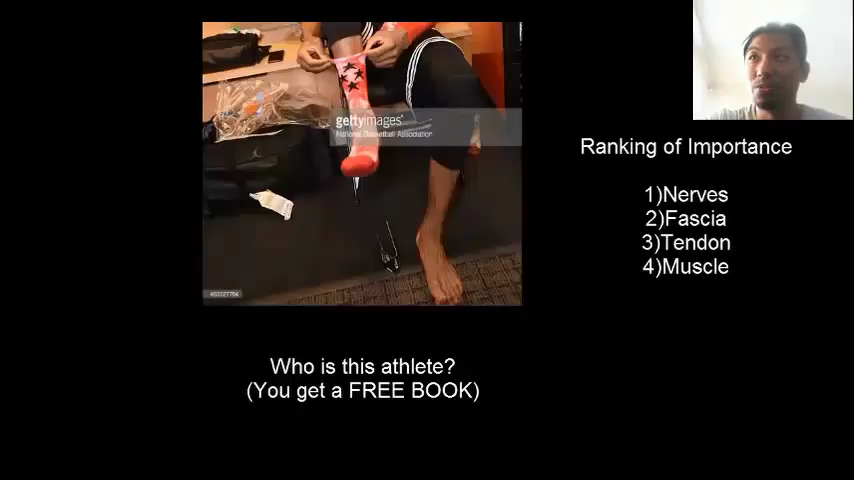 gettyimages®
National Basketball Association
Ranking of Importance
1)Nerves
2)Fascia
3)Tendon
4)Muscle
Who is this athlete?
(You get a FREE BOOK)